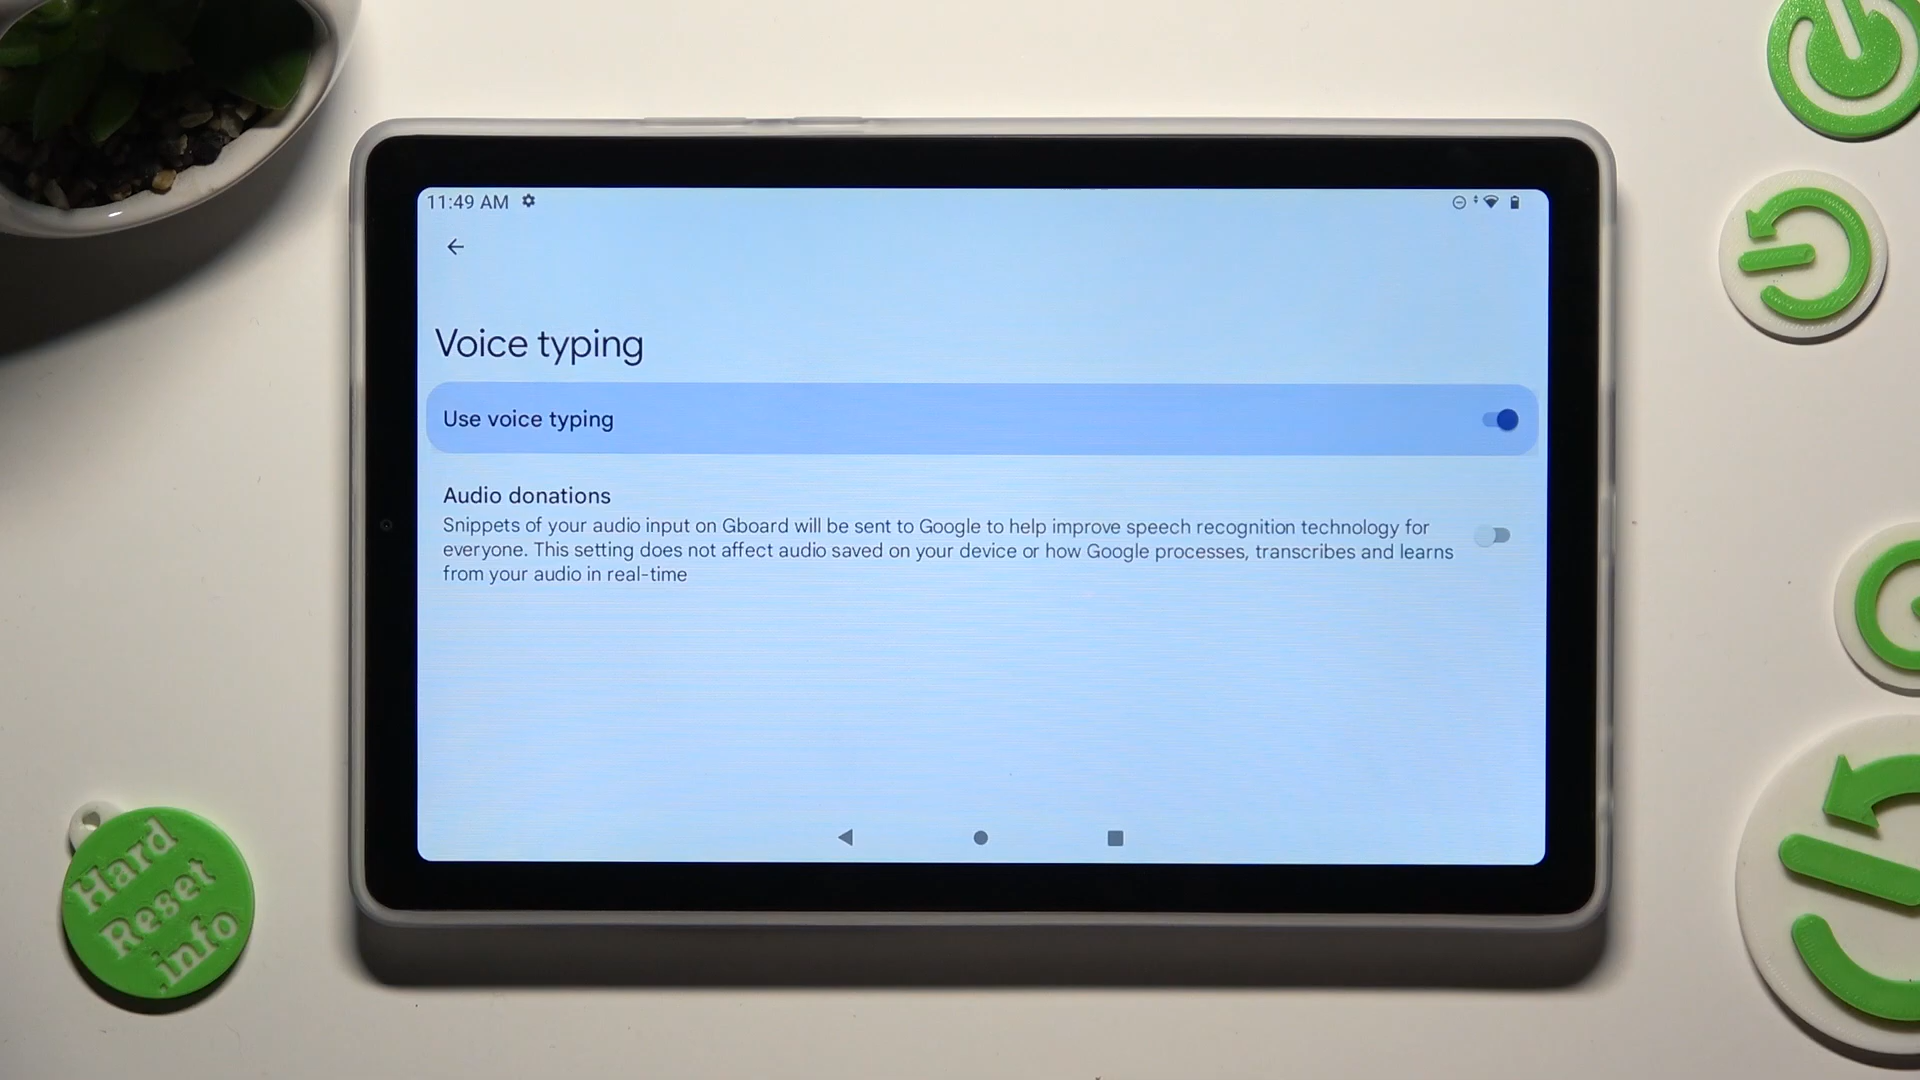 11:49 AM
Voice typing
Use voice typing
Audio donations
Snippets of your audio input on Gboard will be sent to Google to help improve speech recognition technology for
everyone. This setting does not affect audio saved on your device or how Google processes, transcribes and learns
from your audio in real-time
Hard
Reset
.info